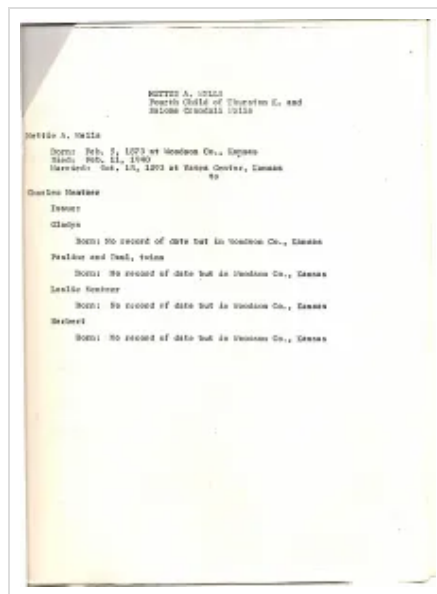 NETTIE A. WELLS
Fourth Child of Thurston K. and
Salome Crandall Wells
Nettie A. Wells
Born: Feb. 5, 1873 at Woodson Co., Kansas
Died: Feb. 11, 1940
Married: Oct. 18, 1893 at Yates Center, Kansas
to
Charles
Issue:
Gladys
Born: No record of date but in Woodson Co., Kansas
and Paul, twins
Born: No record of date but in Woodson Co., Kansas
Leslie
Born: No record of date but in Woodson Co., Kansas
Herbert
Born: No record of date but in Woodson Co., Kansas